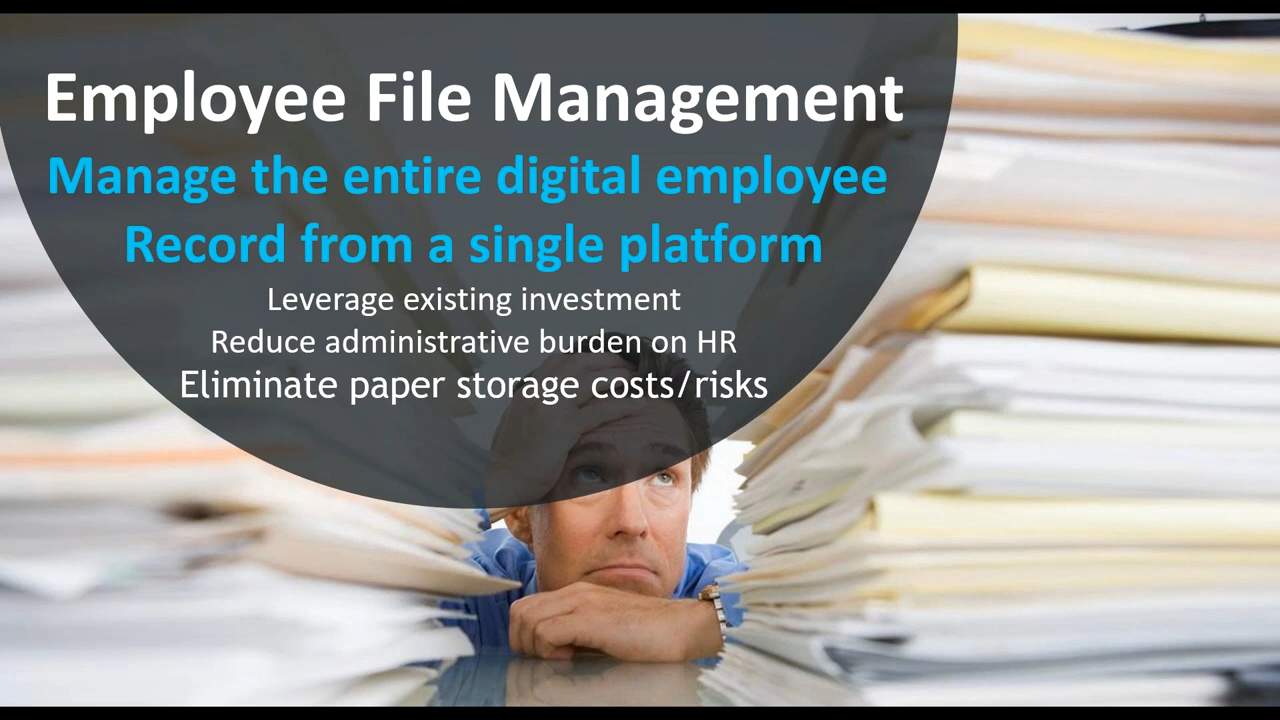 Employee File Management
Manage the entire digital employee
Record from a single platform
Leverage existing investment
Reduce administrative burden on HR
Eliminate paper storage costs/risks